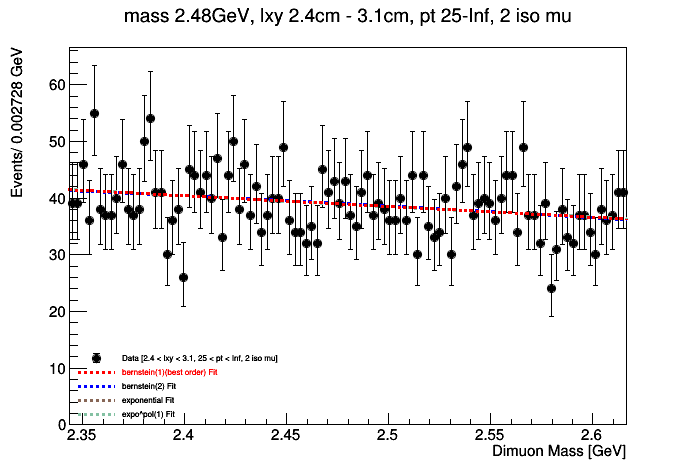 mass 2.48GeV, lxy 2.4cm - 3.1cm, pt 25-Inf, 2 iso mu
Events/ 0.002728 GeV
60
50
40
30
20
10
0
Data [2.4 < lxy < 3.1, 25 < pt < Inf, 2 iso mu]
bernstein(1)(best order) Fit
bernstein(2) Fit
exponential Fit
expo*pol(1) Fit
2.35 2.4 2.45 2.5 2.55 2.6
Dimuon Mass [GeV]